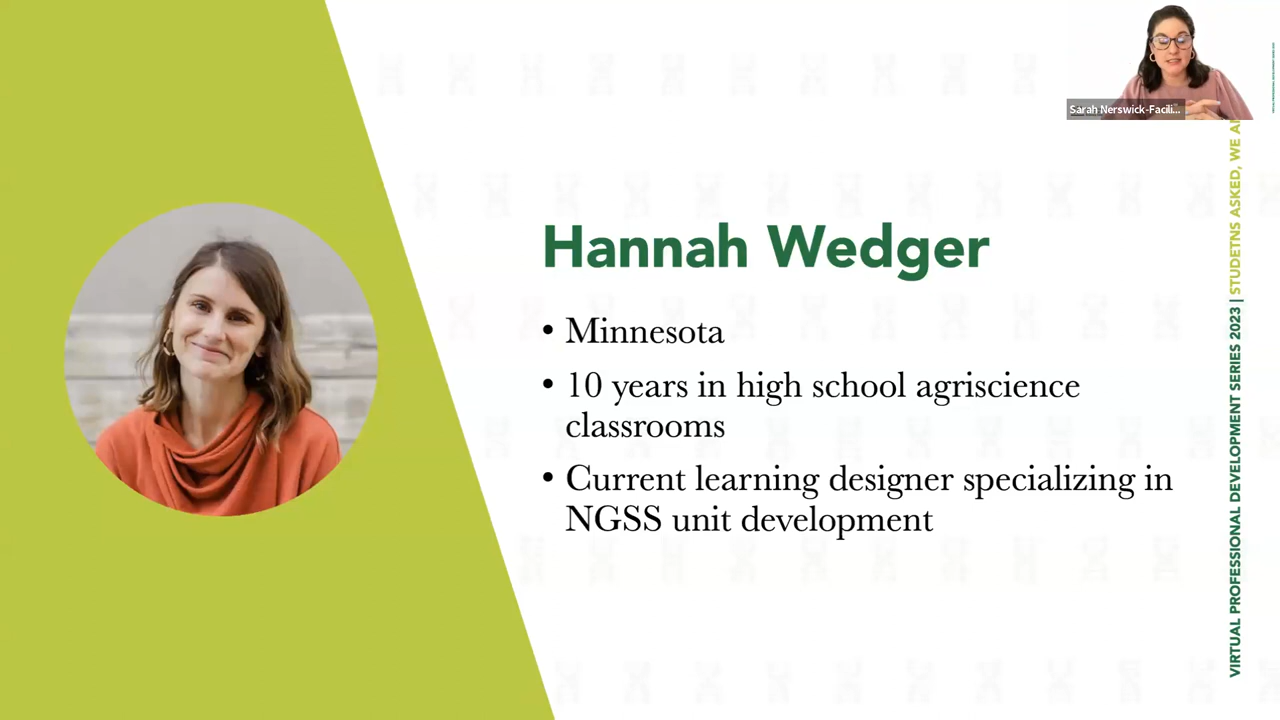 Sarah Nerswick-Facili...
Hannah Wedger
• Minnesota
• 10 years in high school agriscience
classrooms
• Current learning designer specializing in
NGSS unit development
VIRTUAL PROFESSIONAL DEVELOPMENT SERIES 2023 | STUDETNS ASKED, WE